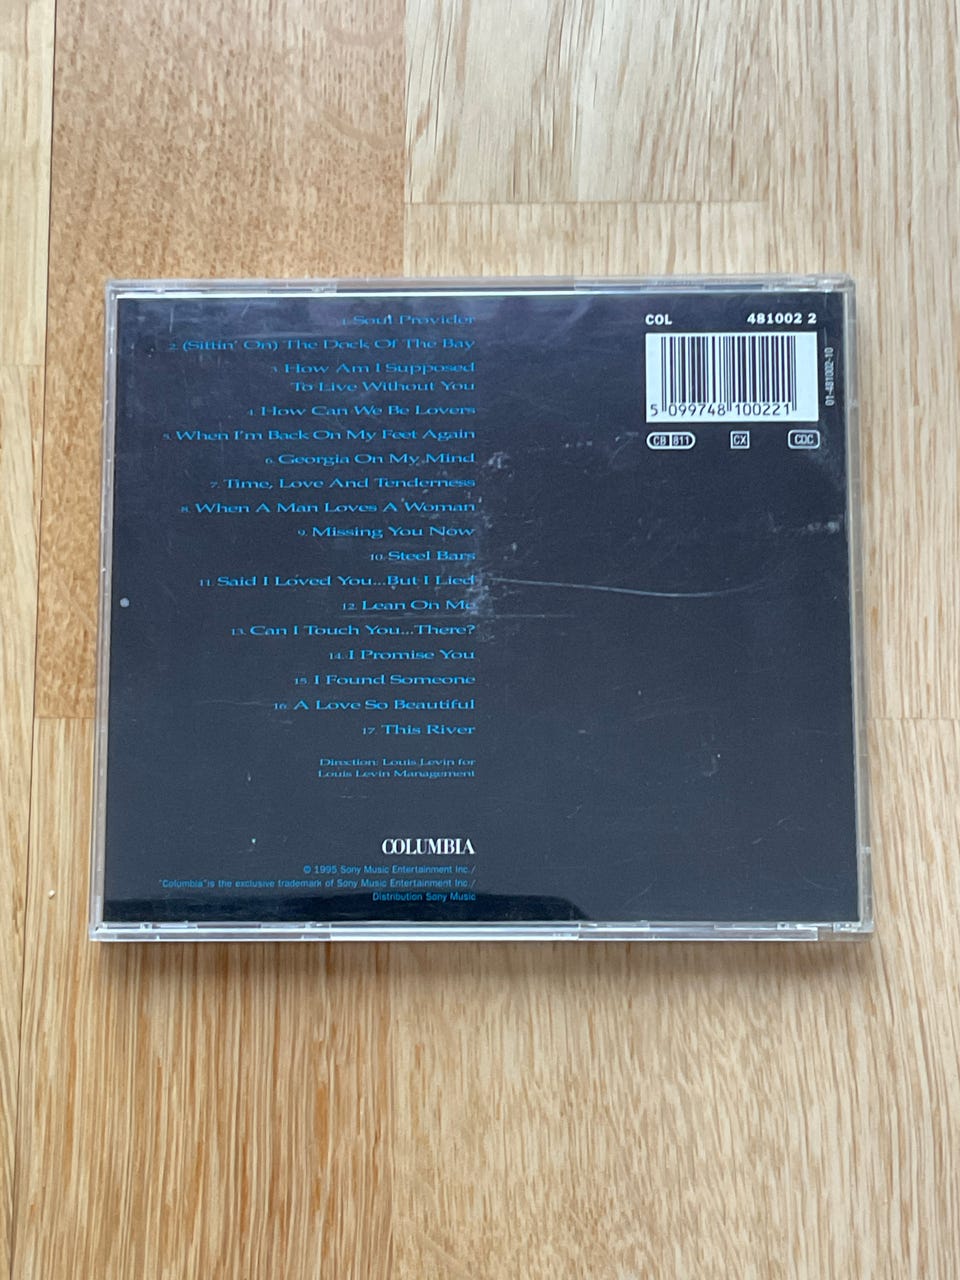 1. Soul Provider
2. (Sittin' On) The Dock Of The Bay
3. How Am I Supposed
To Live Without You
4. How Can We Be Lovers
5. When I'm Back On My Feet Again
6. Georgia On My Mind
7. Time, Love And Tenderness
8. When A Man Loves A Woman
9. Missing You Now
10. Steel Bars
11. Said I Loved You...But I Lied
12. Lean On Me
13. Can I Touch You...There?
14. I Promise You
15. I Found Someone
16. A Love So Beautiful
17. This River
Direction: Louis Levin for
Louis Levin Management
COLUMBIA
© 1995 Sony Music Entertainment Inc./
"Columbia"is the exclusive trademark of Sony Music Entertainment Inc./
Distribution Sony Music
COL 481002 2
5 099748 100221
CB 811 CX CDC
01-481002-10